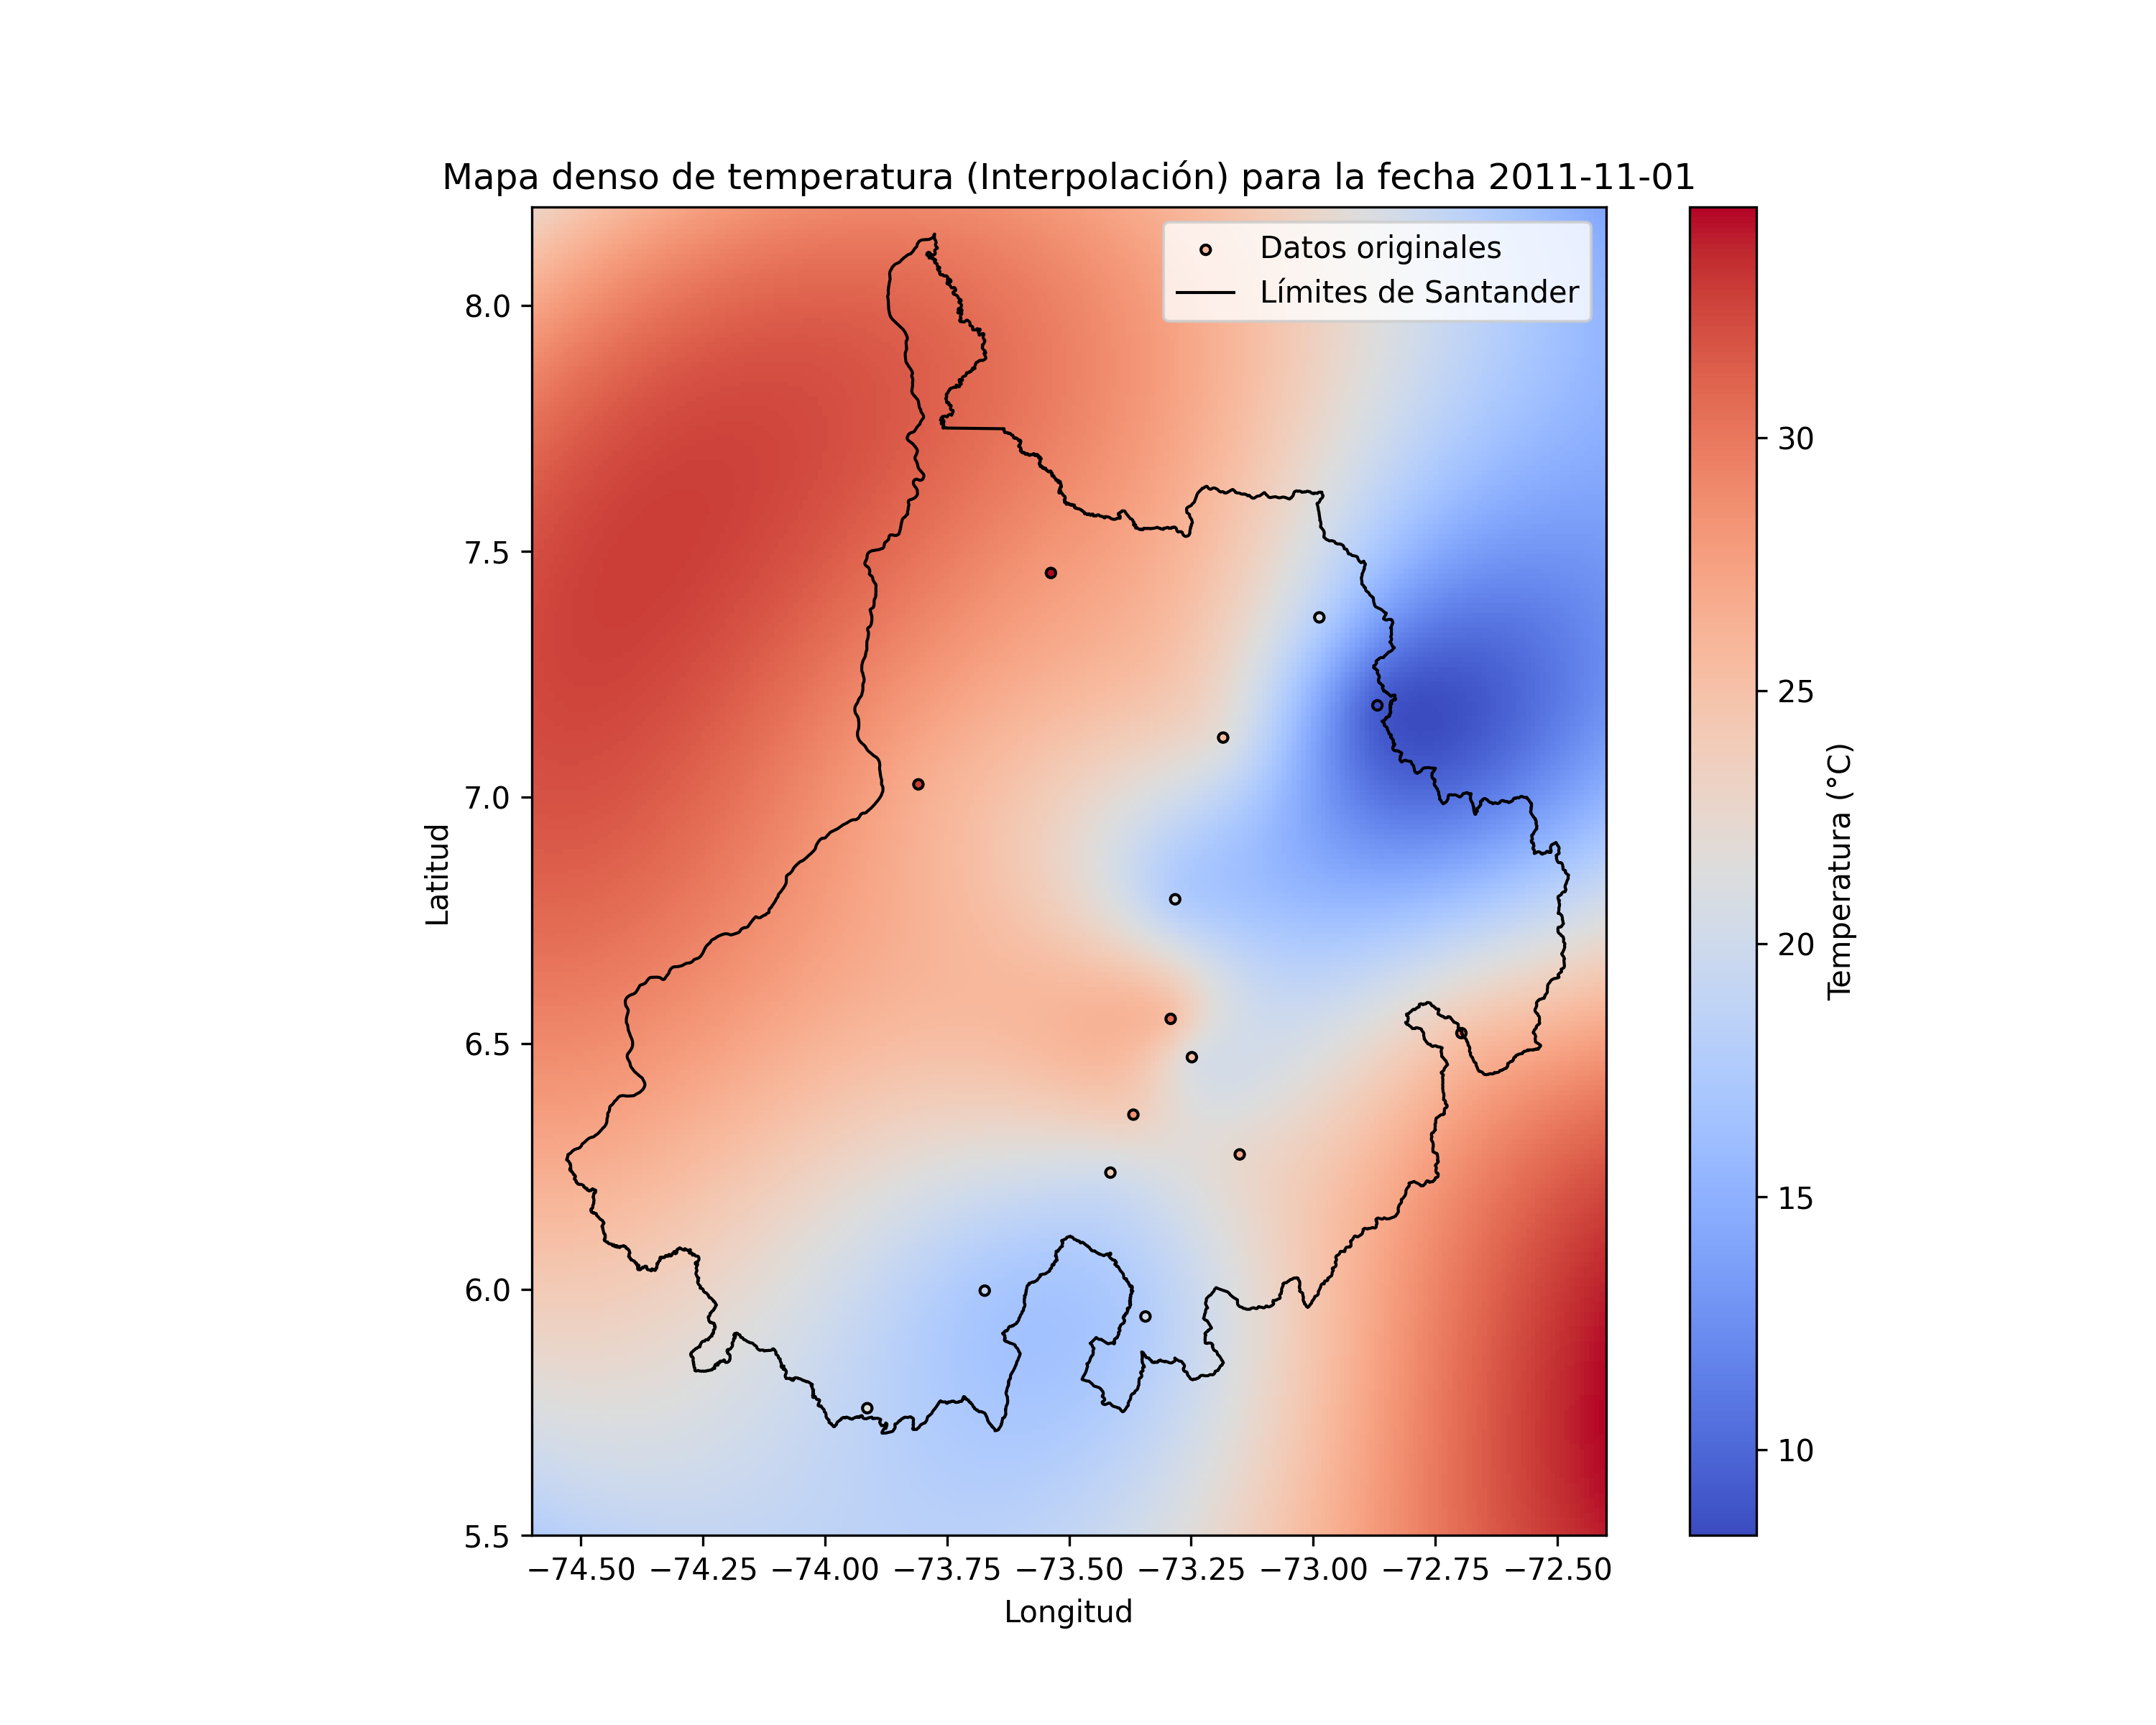 Mapa denso de temperatura (Interpolación) para la fecha 2011-11-01
Datos originales
Límites de Santander
8.0
7.5
7.0
6.5
6.0
5.5
Latitud
−74.50 −74.25 −74.00 −73.75 −73.50 −73.25 −73.00 −72.75 −72.50
Longitud
30
25
20
15
10
Temperatura (°C)